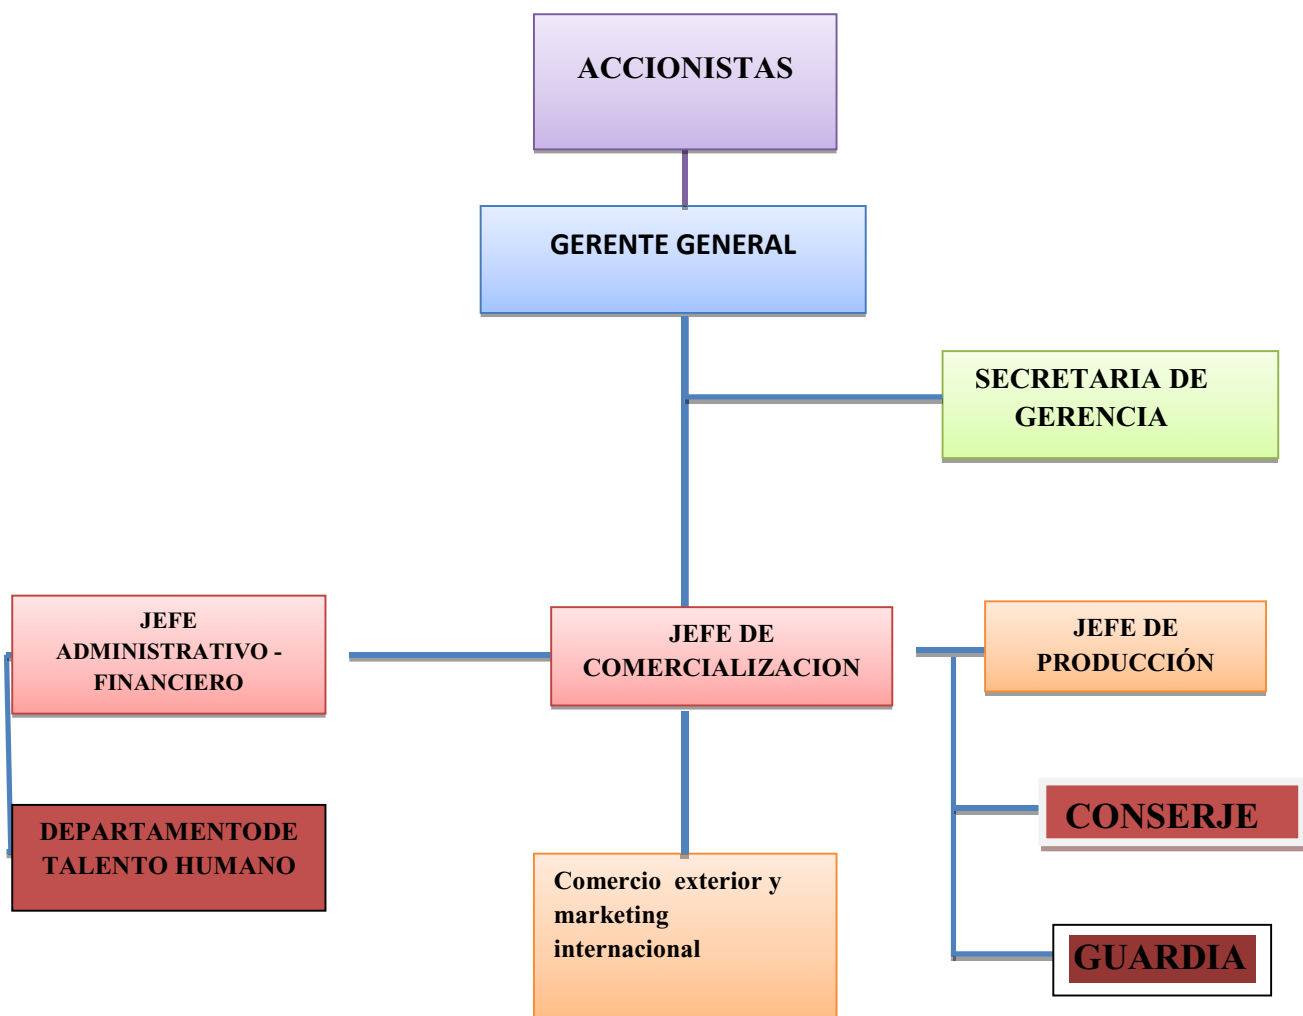 ACCIONISTAS
GERENTE GENERAL
SECRETARIA DE
GERENCIA
JEFE
ADMINISTRATIVO -
FINANCIERO
JEFE DE
COMERCIALIZACION
JEFE DE
PRODUCCIÓN
DEPARTAMENTODE
TALENTO HUMANO
Comercio exterior y
marketing
internacional
CONSERJE
GUARDIA